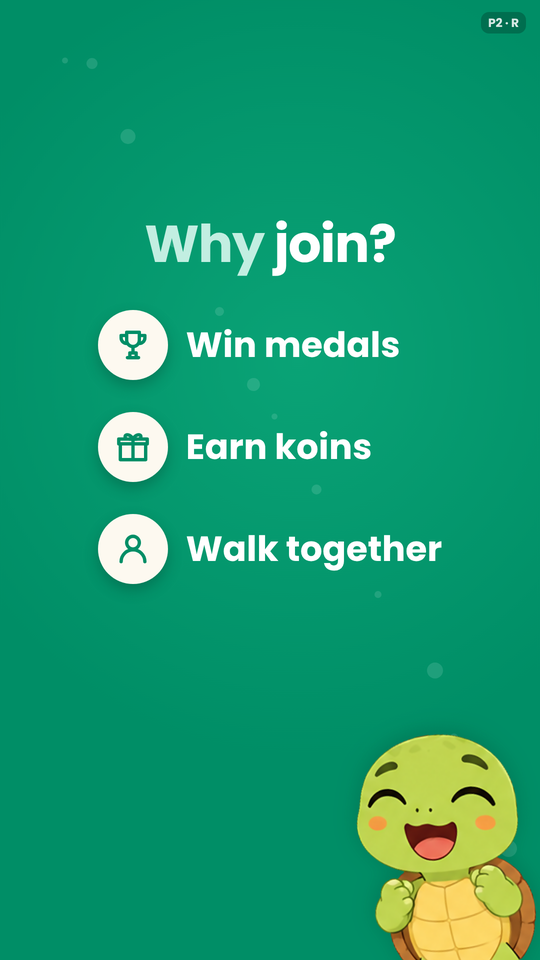 P2 · R
Why join?
Win medals
Earn koins
Walk together